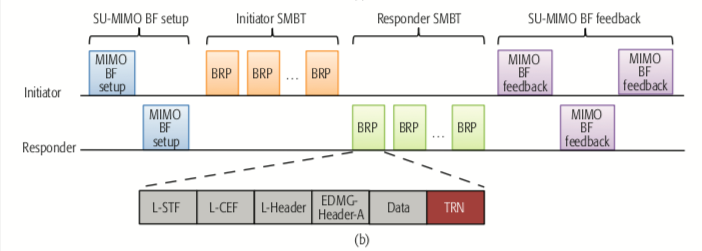 SU-MIMO BF setup
Initiator SMBT
Responder SMBT
SU-MIMO BF feedback
MIMO
BF
setup
BRP
BRP
...
BRP
MIMO
BF
feedback
MIMO
BF
feedback
Initiator
MIMO
BF
setup
BRP
BRP
...
BRP
MIMO
BF
feedback
Responder
L-STF
L-CEF
L-Header
EDMG-
Header-A
Data
TRN
(b)